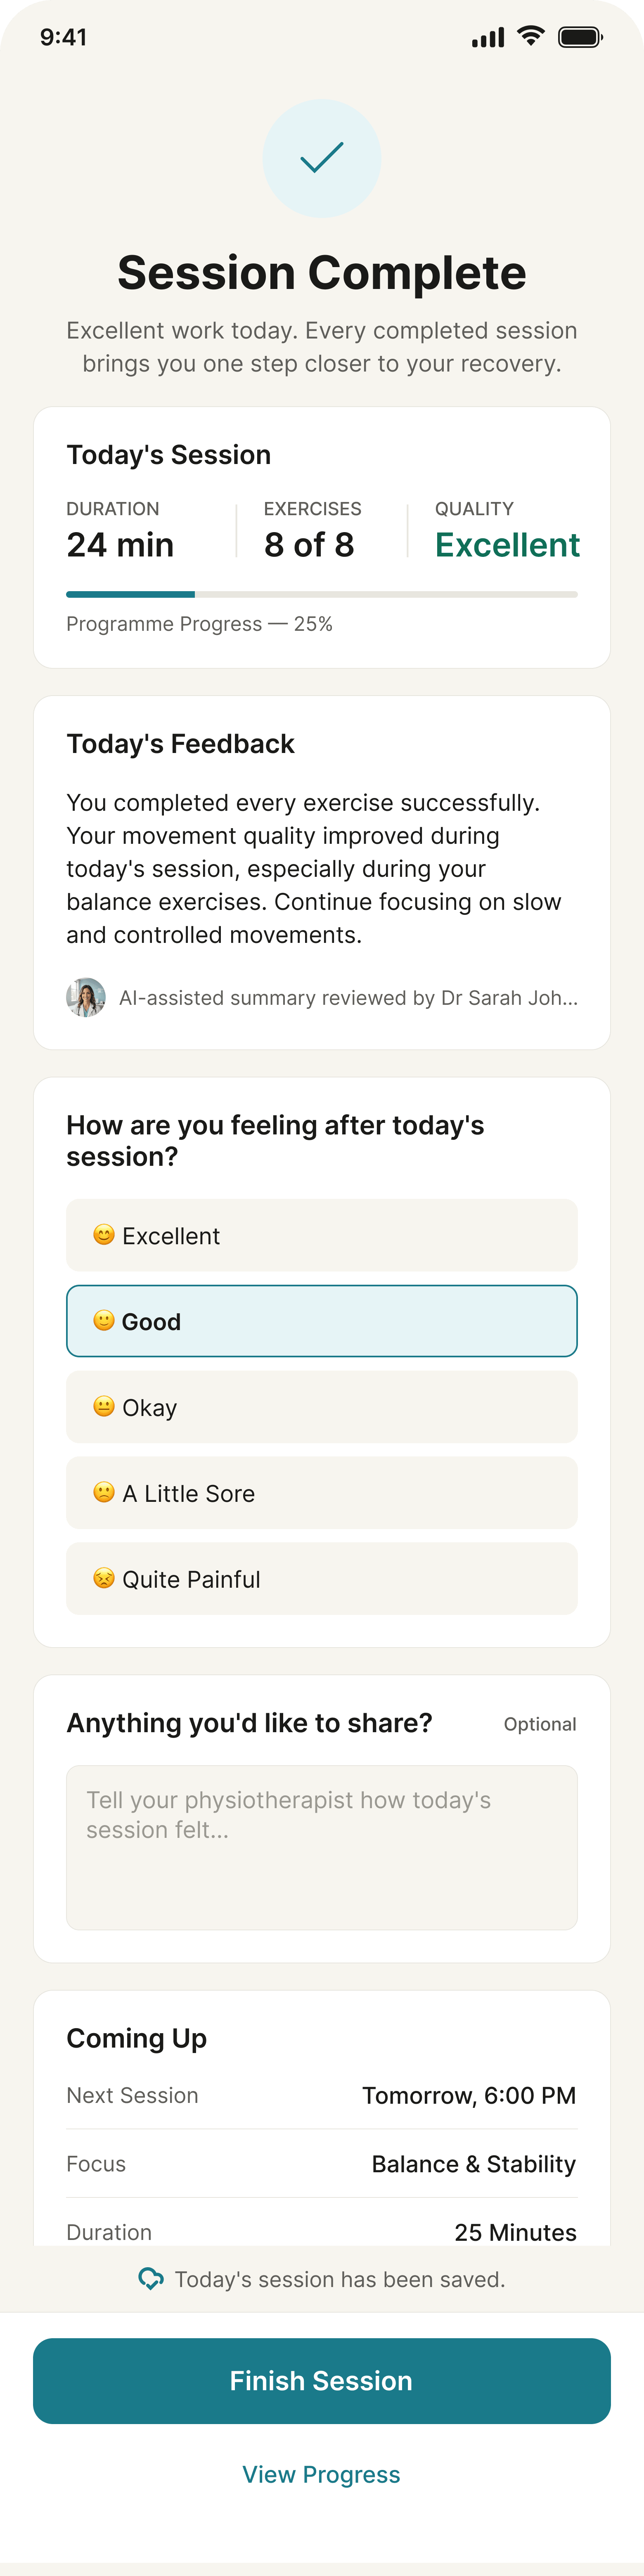 9:41
Session Complete
Excellent work today. Every completed session
brings you one step closer to your recovery.
Today's Session
DURATION
24 min
EXERCISES
8 of 8
QUALITY
Excellent
Programme Progress — 25%
Today's Feedback
You completed every exercise successfully.
Your movement quality improved during
today's session, especially during your
balance exercises. Continue focusing on slow
and controlled movements.
AI-assisted summary reviewed by Dr Sarah Joh...
How are you feeling after today's
session?
😊 Excellent
🙂 Good
😐 Okay
🙁 A Little Sore
😣 Quite Painful
Anything you'd like to share?
Optional
Tell your physiotherapist how today's
session felt...
Coming Up
Next Session
Tomorrow, 6:00 PM
Focus
Balance & Stability
Duration
25 Minutes
Today's session has been saved.
Finish Session
View Progress